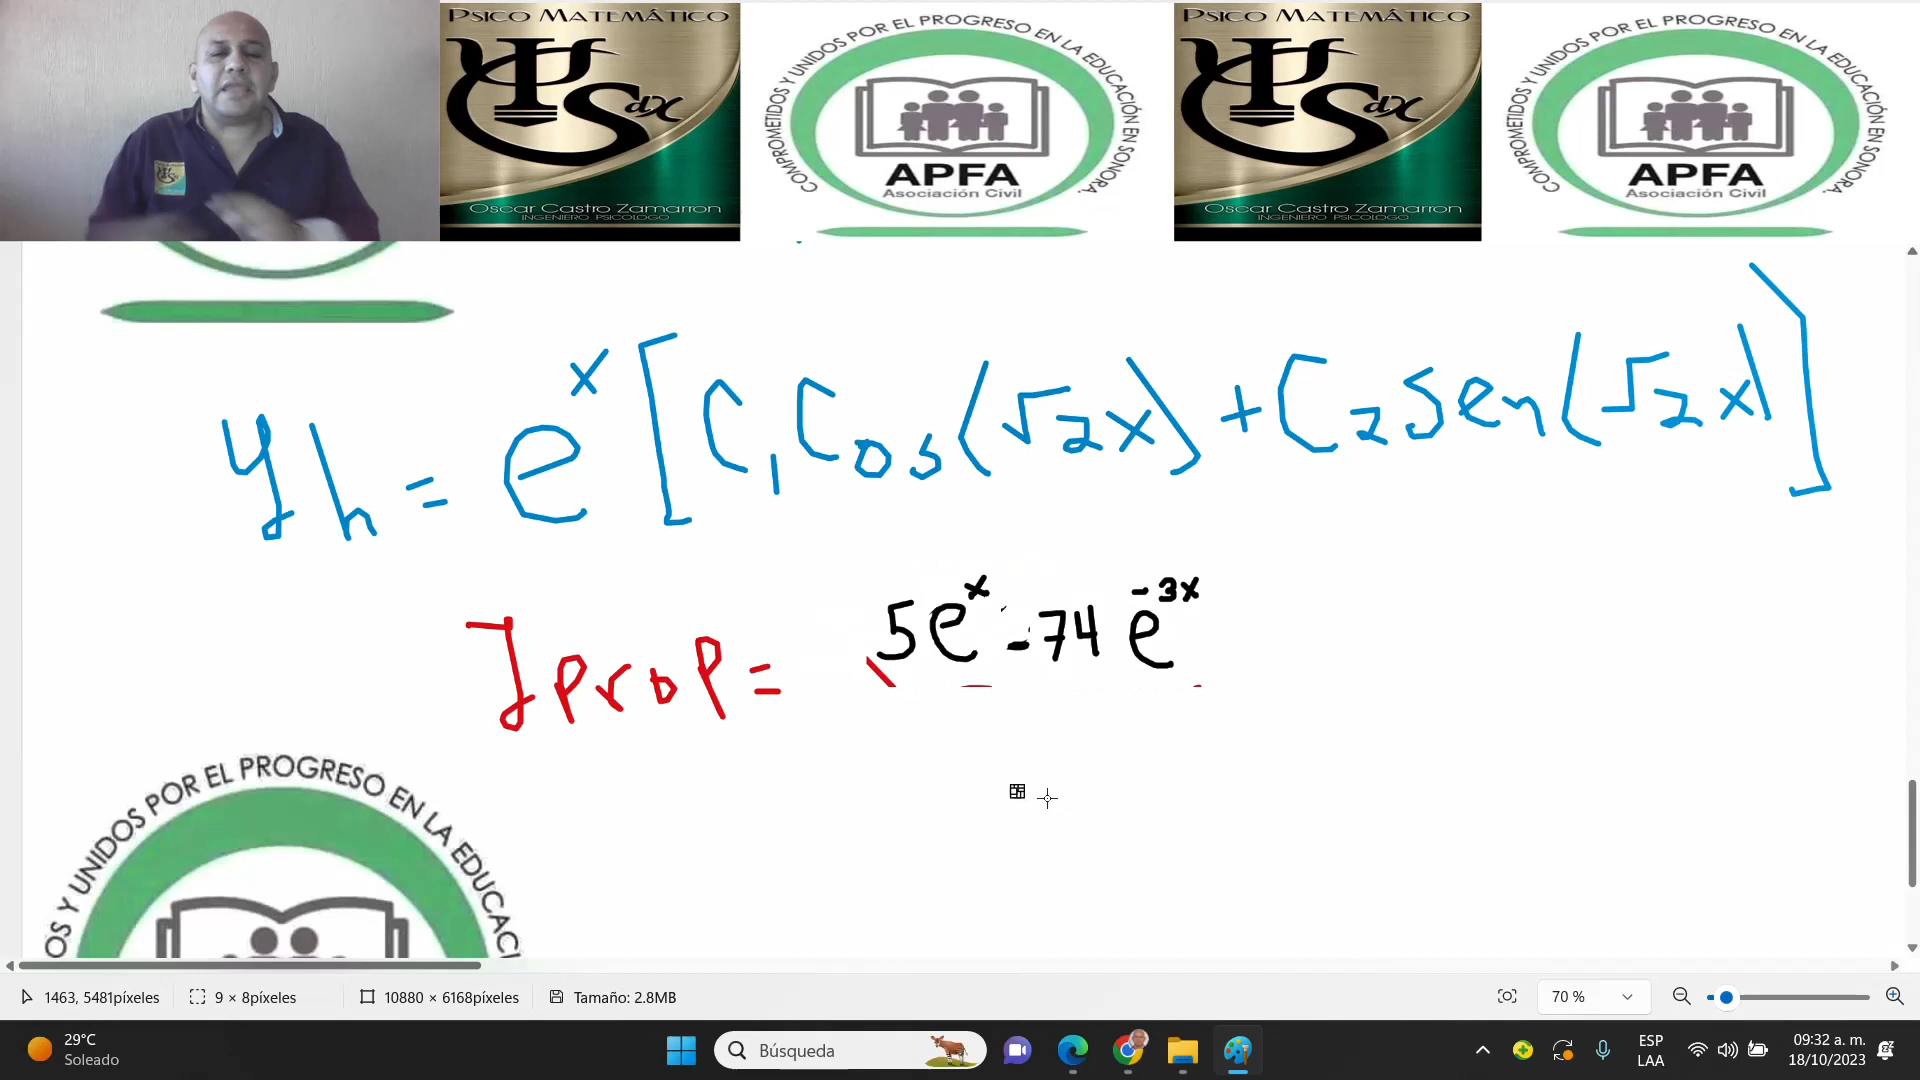 PSICO MATEMÁTICO
dx
Oscar Castro Zamarron
INGENIERO PSICOLOGO
COMPROMETIDOS Y UNIDOS POR EL PROGRESO EN LA EDUCACIÓN EN SONORA.
APFA
Asociación Civil
PSICO MATEMÁTICO
dx
Oscar Castro Zamarron
INGENIERO PSICOLOGO
COMPROMETIDOS Y UNIDOS POR EL PROGRESO EN LA EDUCACIÓN EN SONORA.
APFA
Asociación Civil
yh = e^x [C₁Cos(√2x) + C₂Sen(√2x)]
yProP = 5e^x - 74e^-3x
OS Y UNIDOS POR EL PROGRESO EN LA EDUCACI
1463, 5481píxeles
9 × 8píxeles
10880 × 6168píxeles
Tamaño: 2.8MB
70 %
29°C
Soleado
Búsqueda
ESP
LAA
09:32 a. m.
18/10/2023